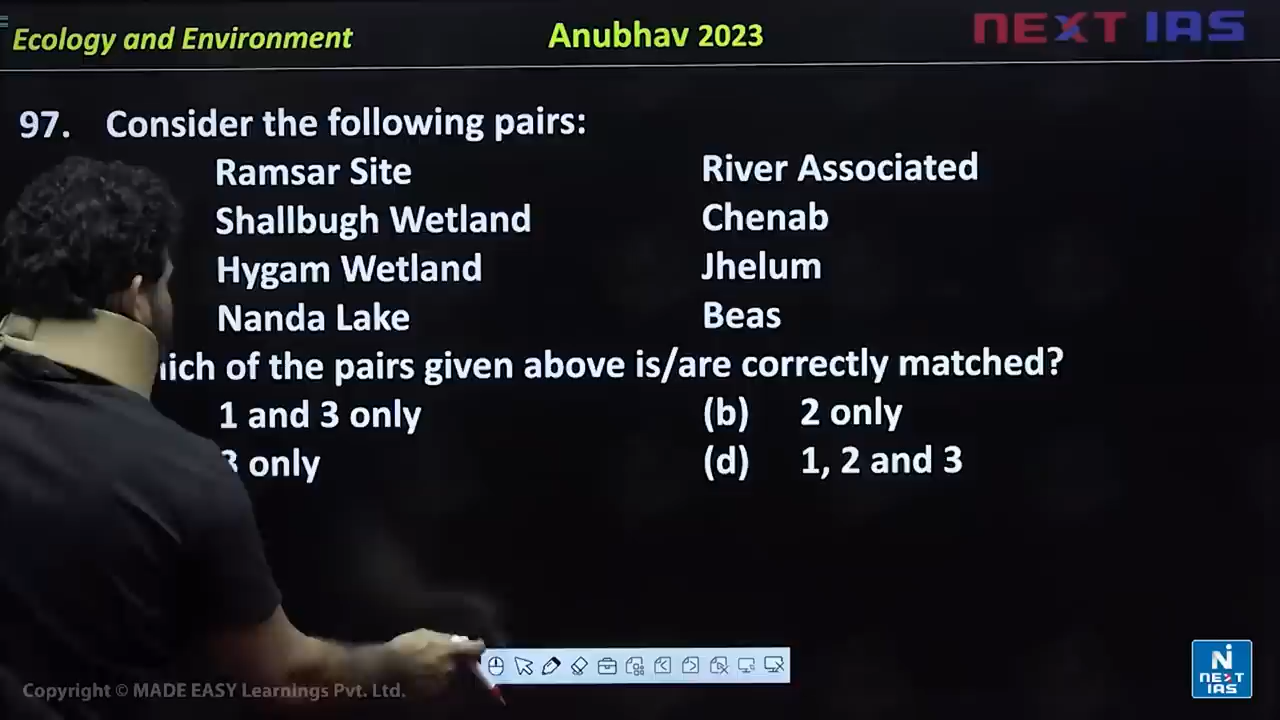 Ecology and Environment Anubhav 2023 NEXT IAS
97. Consider the following pairs:
Ramsar Site River Associated
Shallbugh Wetland Chenab
Hygam Wetland Jhelum
Nanda Lake Beas
of the pairs given above is/are correctly matched?
1 and 3 only (b) 2 only
3 only (d) 1, 2 and 3
Copyright © MADE EASY Learnings Pvt. Ltd.
N
NEXT
IAS